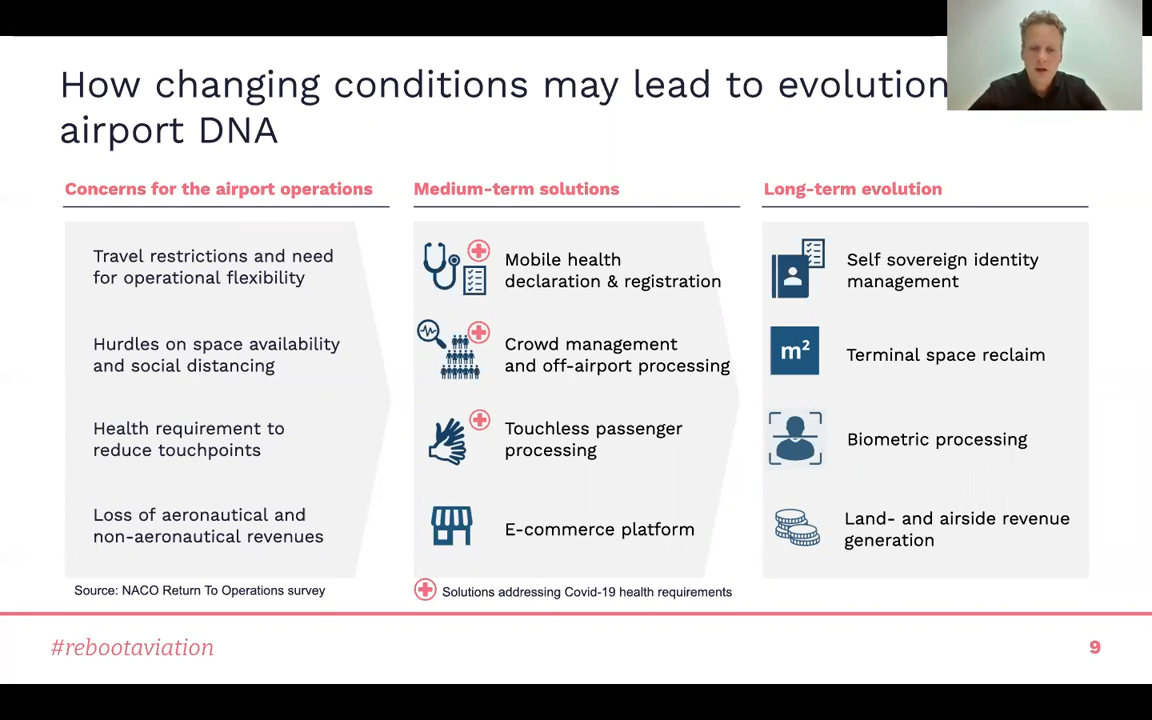 How changing conditions may lead to evolution
airport DNA
Concerns for the airport operations
Travel restrictions and need
for operational flexibility
Hurdles on space availability
and social distancing
Health requirement to
reduce touchpoints
Loss of aeronautical and
non-aeronautical revenues
Source: NACO Return To Operations survey
Medium-term solutions
Mobile health
declaration & registration
Crowd management
and off-airport processing
Touchless passenger
processing
E-commerce platform
Solutions addressing Covid-19 health requirements
Long-term evolution
Self sovereign identity
management
m²
Terminal space reclaim
Biometric processing
Land- and airside revenue
generation
#rebootaviation
9